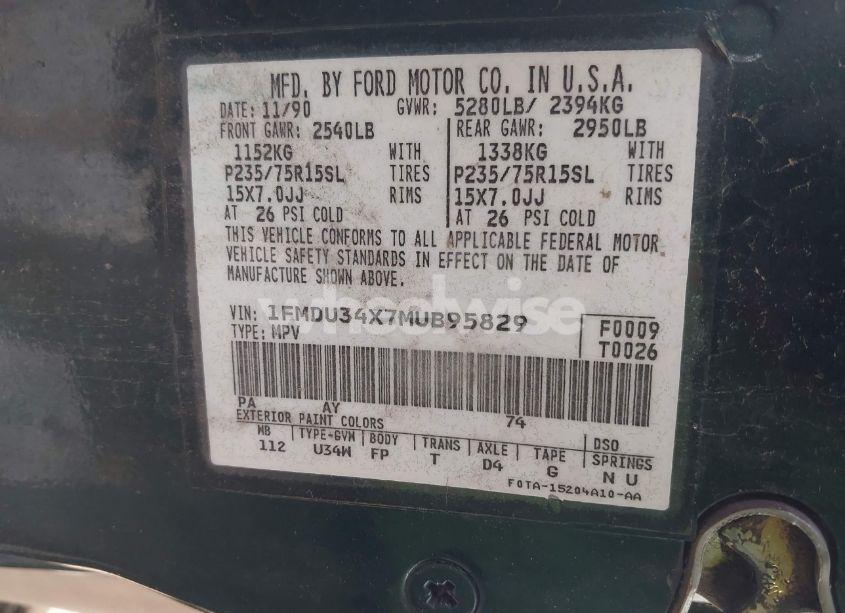 MFD. BY FORD MOTOR CO. IN U.S.A.
DATE: 11/90 GVWR: 5280LB/ 2394KG
FRONT GAWR: 2540LB REAR GAWR: 2950LB
1152KG WITH 1338KG WITH
P235/75R15SL TIRES P235/75R15SL TIRES
15X7.0JJ RIMS 15X7.0JJ RIMS
AT 26 PSI COLD AT 26 PSI COLD
THIS VEHICLE CONFORMS TO ALL APPLICABLE FEDERAL MOTOR
VEHICLE SAFETY STANDARDS IN EFFECT ON THE DATE OF
MANUFACTURE SHOWN ABOVE.
wheelwise
VIN: 1FMDU34X7MUB95829 F0009
TYPE: MPV T0026
PA AY 74
EXTERIOR PAINT COLORS DSO
WB TYPE-GVW BODY TRANS AXLE TAPE SPRINGS
112 U34W FP T D4 G N U
F0TA-15204A10-AA